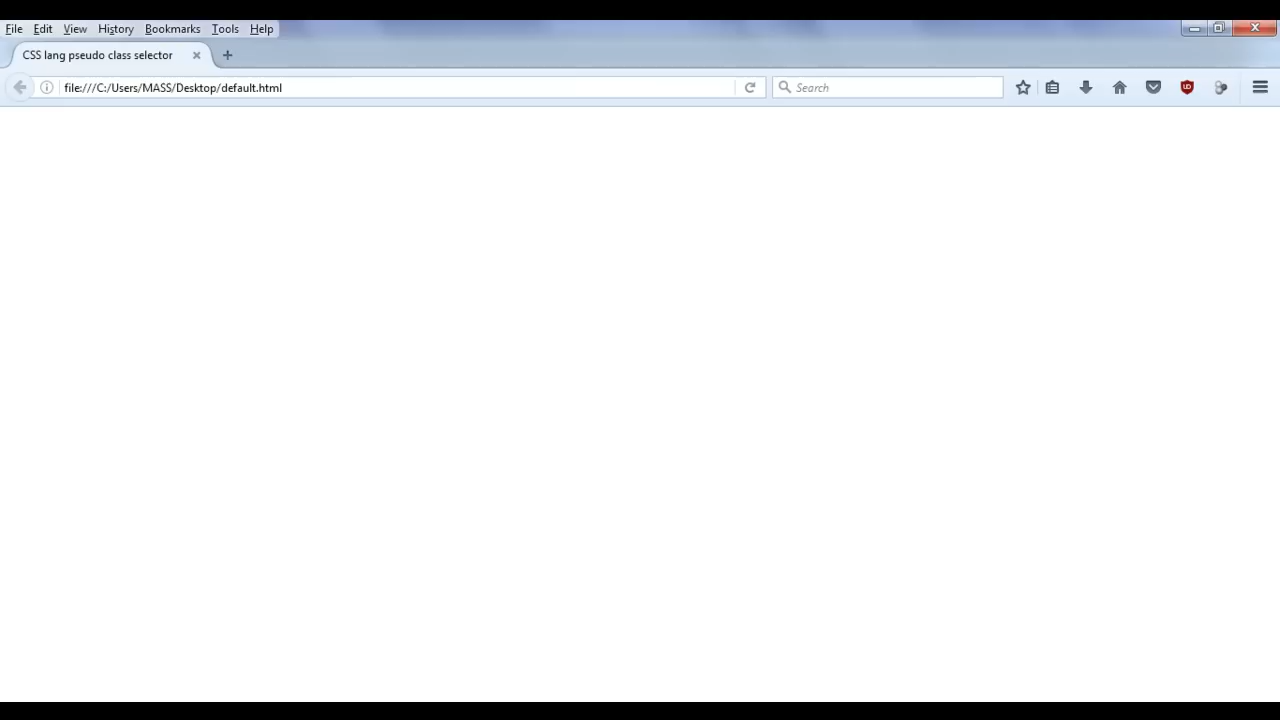 File Edit View History Bookmarks Tools Help
CSS lang pseudo class selector
file:///C:/Users/MASS/Desktop/default.html
Search